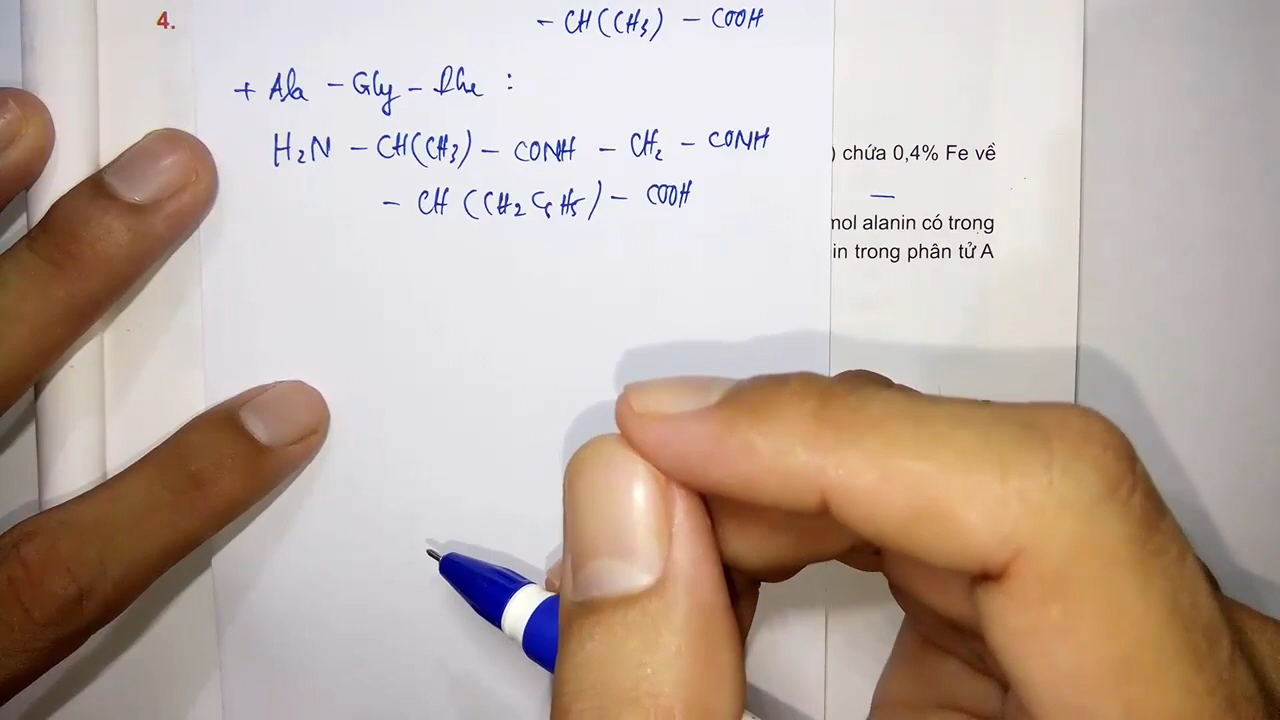 4.
- CH(CH3) - COOH
+ Ala - Gly - Phe :
H2N - CH(CH3) - CONH - CH2 - CONH
- CH (CH2C6H5) - COOH
) chứa 0,4% Fe về
mol alanin có trong
in trong phân tử A